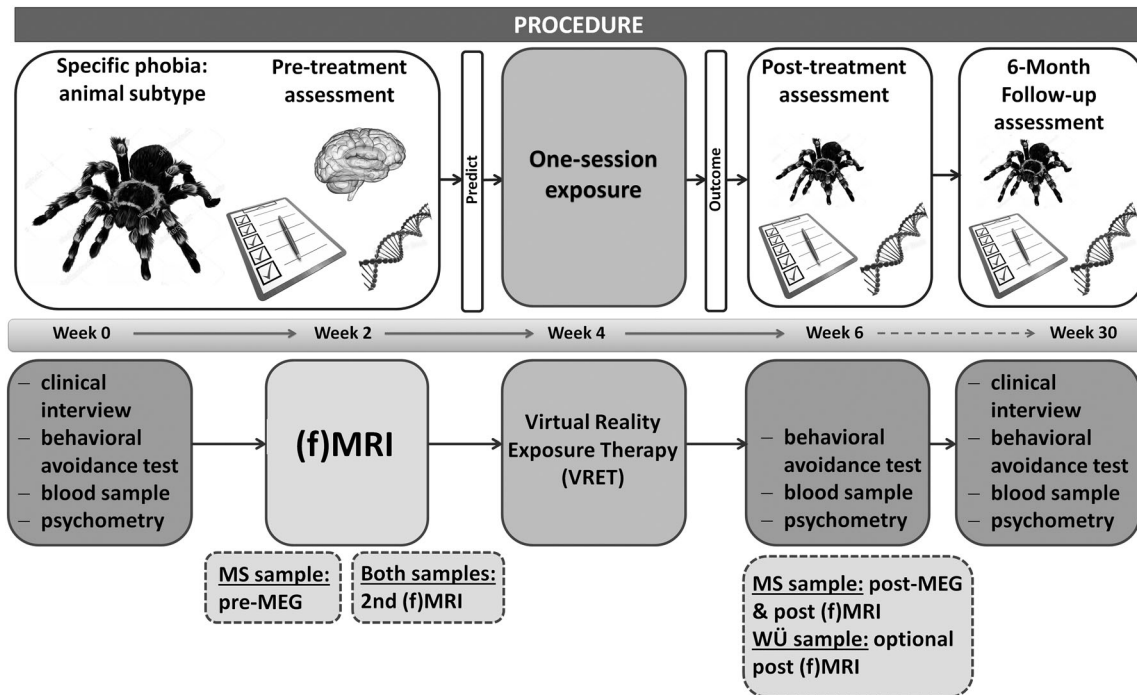 PROCEDURE
Specific phobia:
animal subtype
Pre-treatment
assessment
Predict
One-session
exposure
Outcome
Post-treatment
assessment
6-Month
Follow-up
assessment
Week 0
Week 2
Week 4
Week 6
Week 30
– clinical
interview
– behavioral
avoidance test
– blood sample
– psychometry
(f)MRI
Virtual Reality
Exposure Therapy
(VRET)
– behavioral
avoidance test
– blood sample
– psychometry
– clinical
interview
– behavioral
avoidance test
– blood sample
– psychometry
MS sample:
pre-MEG
Both samples:
2nd (f)MRI
MS sample: post-MEG
& post (f)MRI
WÜ sample: optional
post (f)MRI